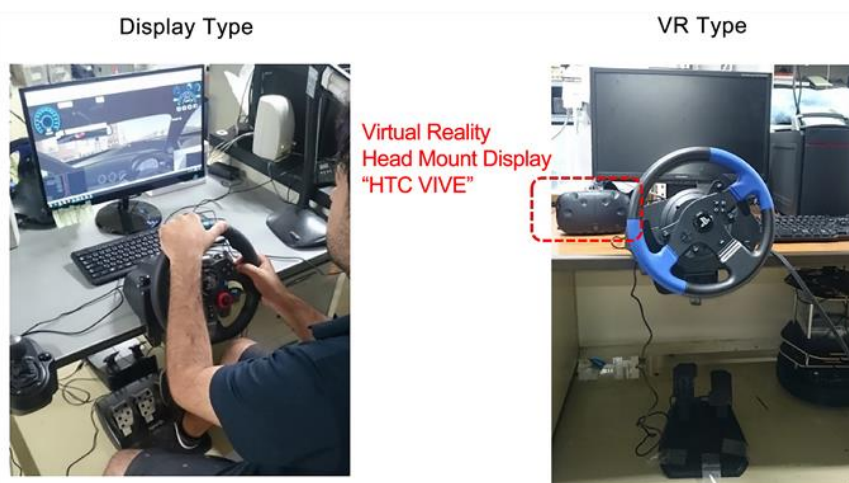 Display Type
VR Type
Virtual Reality
Head Mount Display
“HTC VIVE”